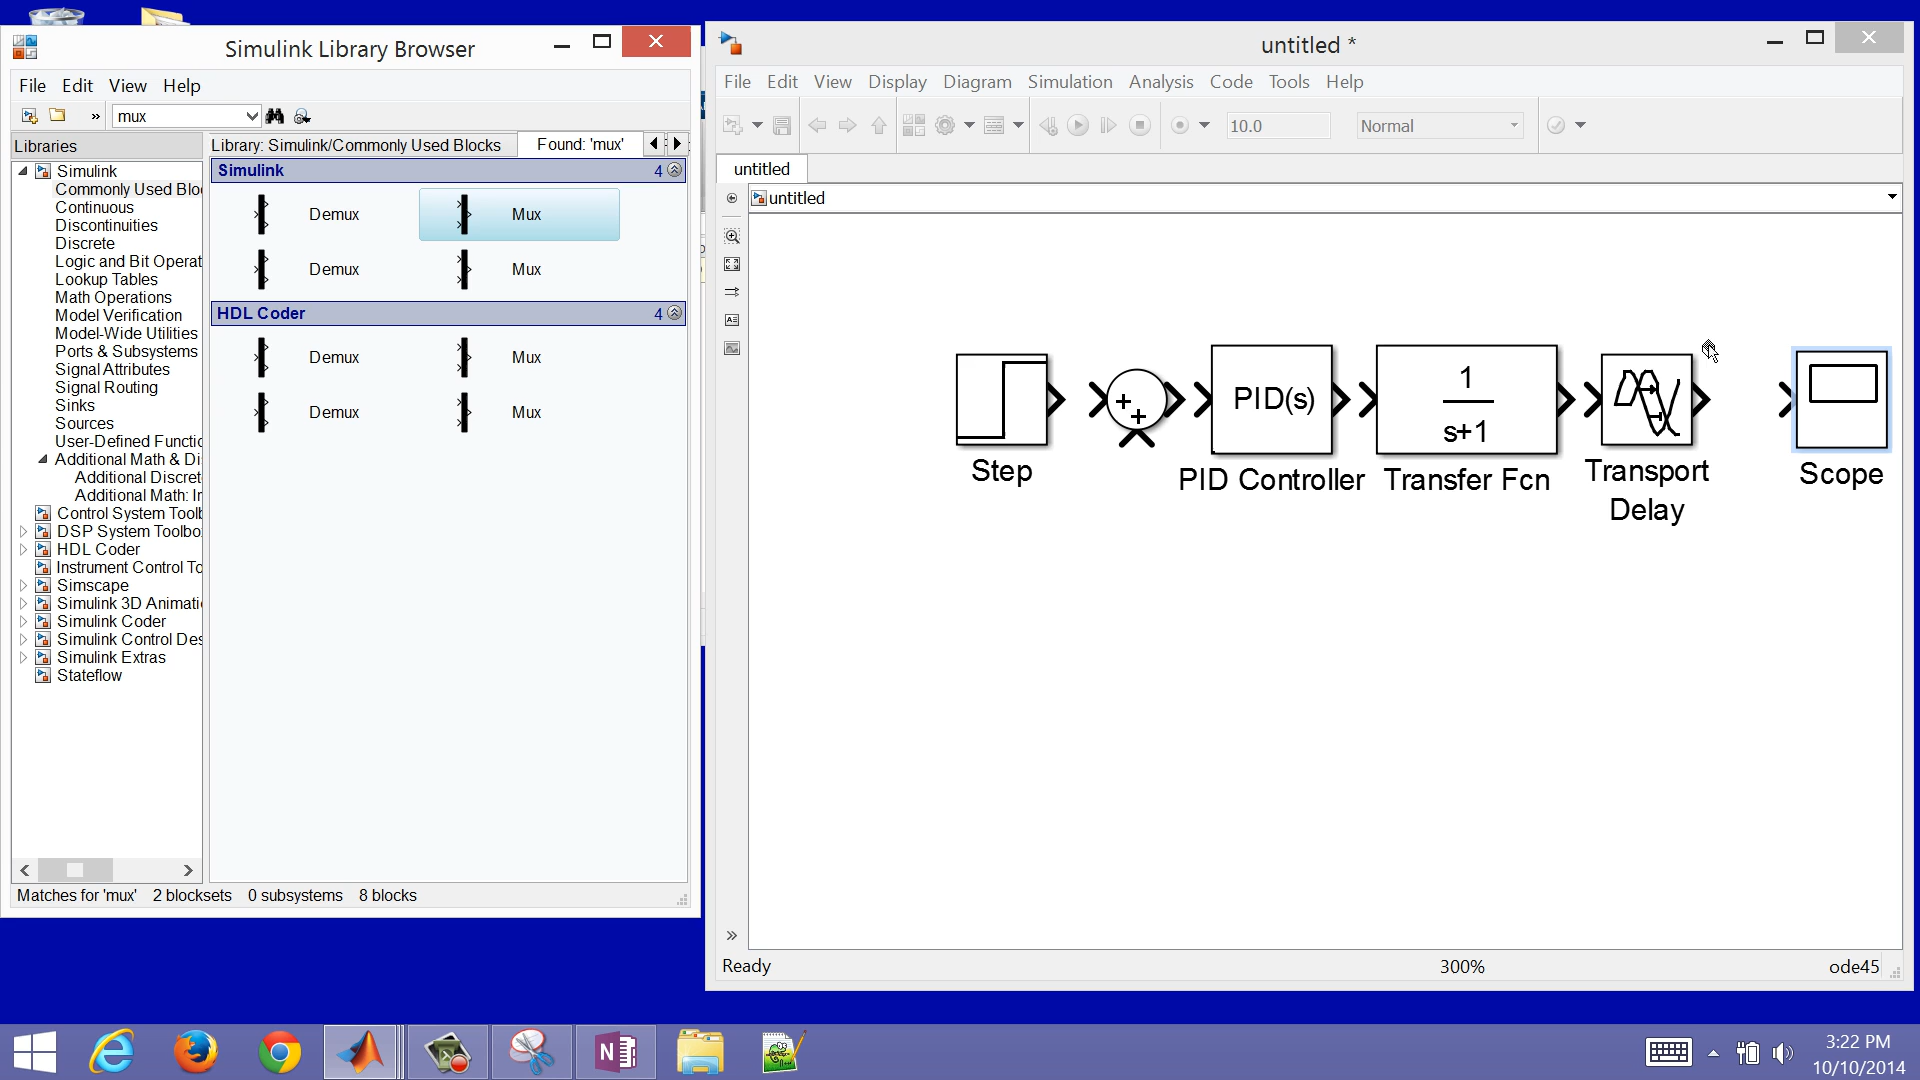 Simulink Library Browser
File Edit View Help
» mux
Libraries
Library: Simulink/Commonly Used Blocks Found: 'mux'
Simulink
Commonly Used Blo
Continuous
Discontinuities
Discrete
Logic and Bit Operat
Lookup Tables
Math Operations
Model Verification
Model-Wide Utilities
Ports & Subsystems
Signal Attributes
Signal Routing
Sinks
Sources
User-Defined Functic
Additional Math & Di
Additional Discret
Additional Math: Ir
Control System Toolb
DSP System Toolbo
HDL Coder
Instrument Control To
Simscape
Simulink 3D Animati
Simulink Coder
Simulink Control Des
Simulink Extras
Stateflow
Simulink 4
Demux Mux
Demux Mux
HDL Coder 4
Demux Mux
Demux Mux
Matches for 'mux' 2 blocksets 0 subsystems 8 blocks
untitled *
File Edit View Display Diagram Simulation Analysis Code Tools Help
10.0 Normal
untitled
untitled
PID(s)
1
s+1
Step
PID Controller
Transfer Fcn
Transport
Delay
Scope
»
Ready 300% ode45
3:22 PM
10/10/2014